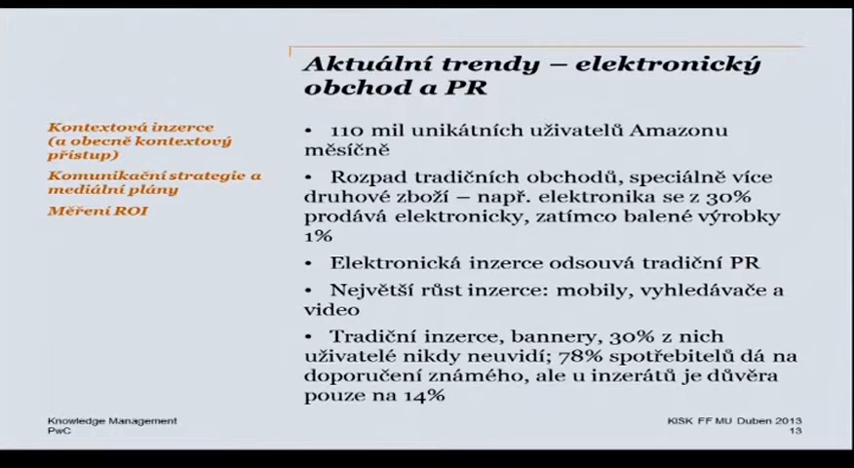 Aktuální trendy – elektronický
obchod a PR
Kontextová inzerce
(a obecně kontextový
přístup)
Komunikační strategie a
mediální plány
Měření ROI
• 110 mil unikátních uživatelů Amazonu
měsíčně
• Rozpad tradičních obchodů, speciálně více
druhové zboží – např. elektronika se z 30%
prodává elektronicky, zatímco balené výrobky
1%
• Elektronická inzerce odsouvá tradiční PR
• Největší růst inzerce: mobily, vyhledávače a
video
• Tradiční inzerce, bannery, 30% z nich
uživatelé nikdy neuvidí; 78% spotřebitelů dá na
doporučení známého, ale u inzerátů je důvěra
pouze na 14%
Knowledge Management
PwC
KISK FF MU Duben 2013
13